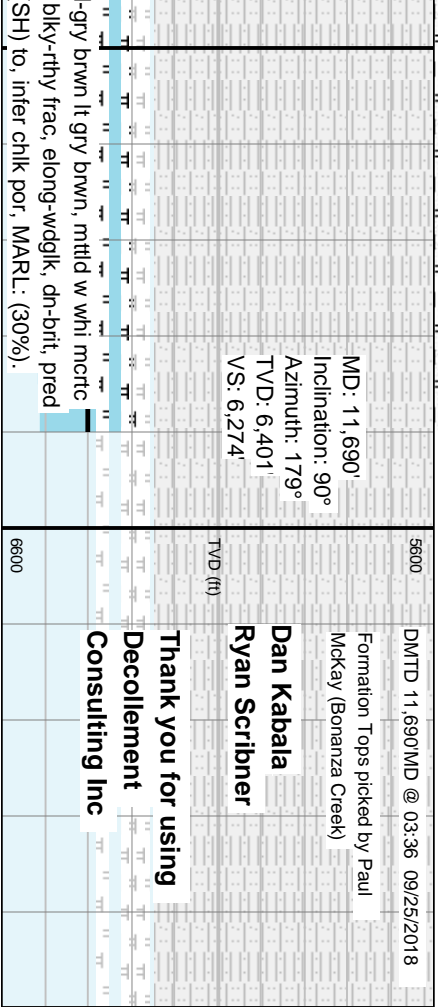 DMTD 11,690'MD @ 03:36 09/25/2018
Formation Tops picked by Paul
McKay (Bonanza Creek)
5600
TVD (ft)
6600
MD: 11,690'
Inclination: 90°
Azimuth: 179°
TVD: 6,401'
VS: 6,274'
Dan Kabala
Ryan Scribner
Thank you for using
Decollement
Consulting Inc
-gry brwn lt gry brwn, mttld w whi mcrtc
blky-rthy frac, elong-wdglk, dn-brit, pred
SH) to, infer chlk por, MARL: (30%).